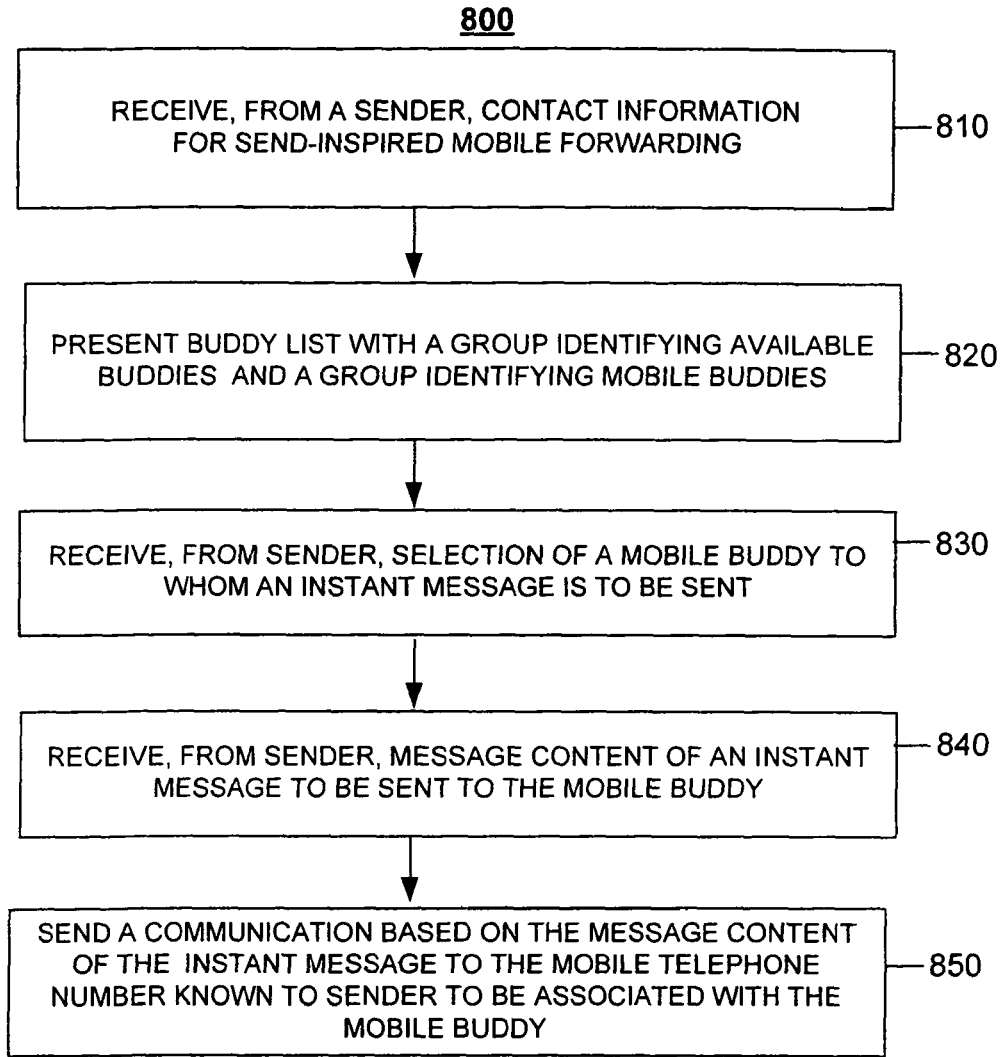 800
RECEIVE, FROM A SENDER, CONTACT INFORMATION
FOR SEND-INSPIRED MOBILE FORWARDING
810
PRESENT BUDDY LIST WITH A GROUP IDENTIFYING AVAILABLE
BUDDIES AND A GROUP IDENTIFYING MOBILE BUDDIES
820
RECEIVE, FROM SENDER, SELECTION OF A MOBILE BUDDY TO
WHOM AN INSTANT MESSAGE IS TO BE SENT
830
RECEIVE, FROM SENDER, MESSAGE CONTENT OF AN INSTANT
MESSAGE TO BE SENT TO THE MOBILE BUDDY
840
SEND A COMMUNICATION BASED ON THE MESSAGE CONTENT
OF THE INSTANT MESSAGE TO THE MOBILE TELEPHONE
NUMBER KNOWN TO SENDER TO BE ASSOCIATED WITH THE
MOBILE BUDDY
850